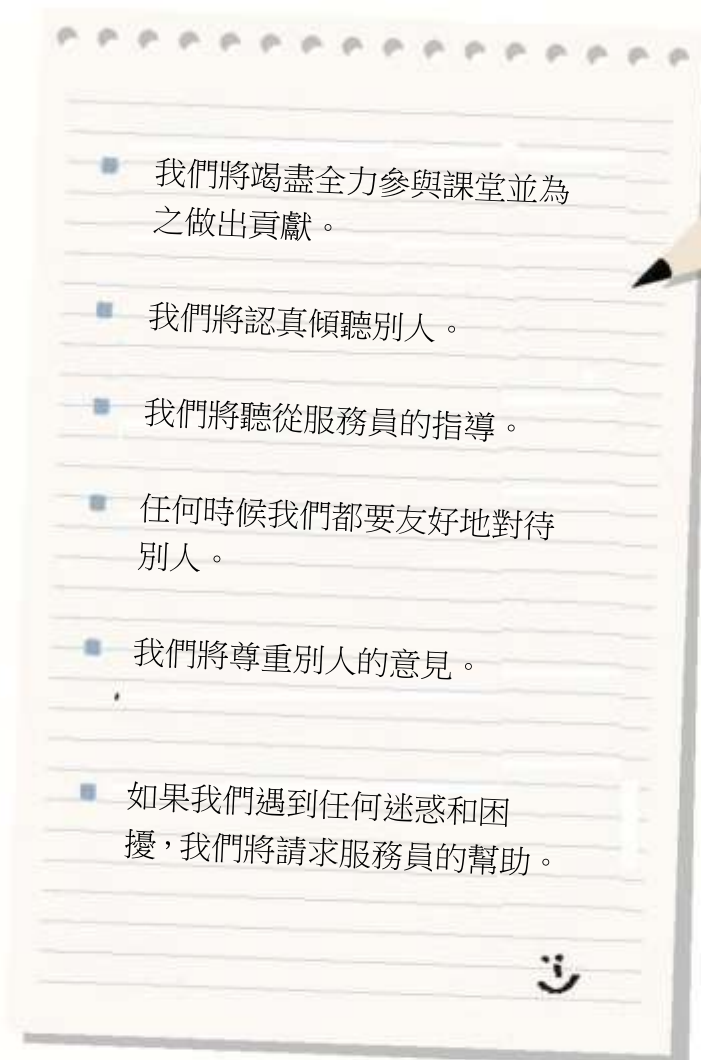 我們將竭盡全力參與課堂並為
之做出貢獻。
我們將認真傾聽別人。
我們將聽從服務員的指導。
任何時候我們都要友好地對待
別人。
我們將尊重別人的意見。
如果我們遇到任何迷惑和困
擾，我們將請求服務員的幫助。